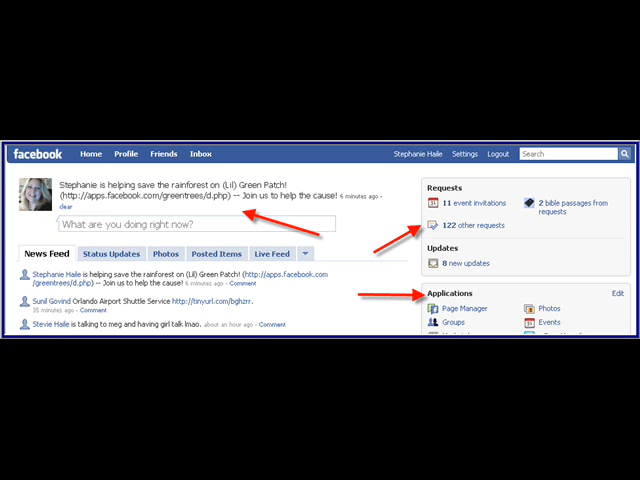 facebook Home Profile Friends Inbox Stephanie Haile Settings Logout Search
Stephanie is helping save the rainforest on (Lil) Green Patch!
(http://apps.facebook.com/greentrees/d.php) -- Join us to help the cause! 6 minutes ago -
clear
What are you doing right now?
News Feed Status Updates Photos Posted Items Live Feed
Stephanie Haile is helping save the rainforest on (Lil) Green Patch! (http://apps.facebook.com
/greentrees/d.php) -- Join us to help the cause! 6 minutes ago - Comment
Sunil Govind Orlando Airport Shuttle Service http://tinyurl.com/bghzrr.
35 minutes ago - Comment
Stevie Haile is talking to meg and having girl talk lmao. about an hour ago - Comment
Requests
11 event invitations
2 bible passages from
requests
122 other requests
Updates
8 new updates
Applications Edit
Page Manager Photos
Groups Events